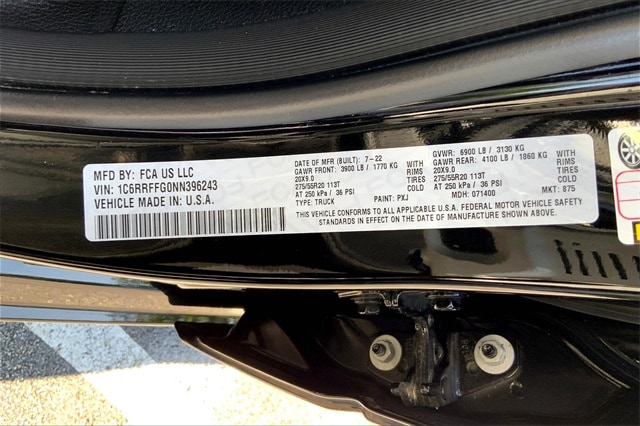 MFD BY: FCA US LLC
VIN: 1C6RRFFG0NN396243
VEHICLE MADE IN: U.S.A.
DATE OF MFR (BUILT): 7-22
GAWR FRONT: 3900 LB / 1770 KG WITH
20X9.0 RIMS
275/55R20 113T COLD
AT 250 kPa / 36 PSI
TYPE: TRUCK PAINT: PXJ
GVWR: 6900 LB / 3130 KG
GAWR REAR: 4100 LB / 1860 KG WITH
20X9.0 RIMS
275/55R20 113T COLD
AT 250 kPa / 36 PSI
MDH: 071400 MKT: 875
THIS VEHICLE CONFORMS TO ALL APPLICABLE U.S.A. FEDERAL MOTOR VEHICLE SAFETY
STANDARDS IN EFFECT ON THE DATE OF MANUFACTURE SHOWN ABOVE.